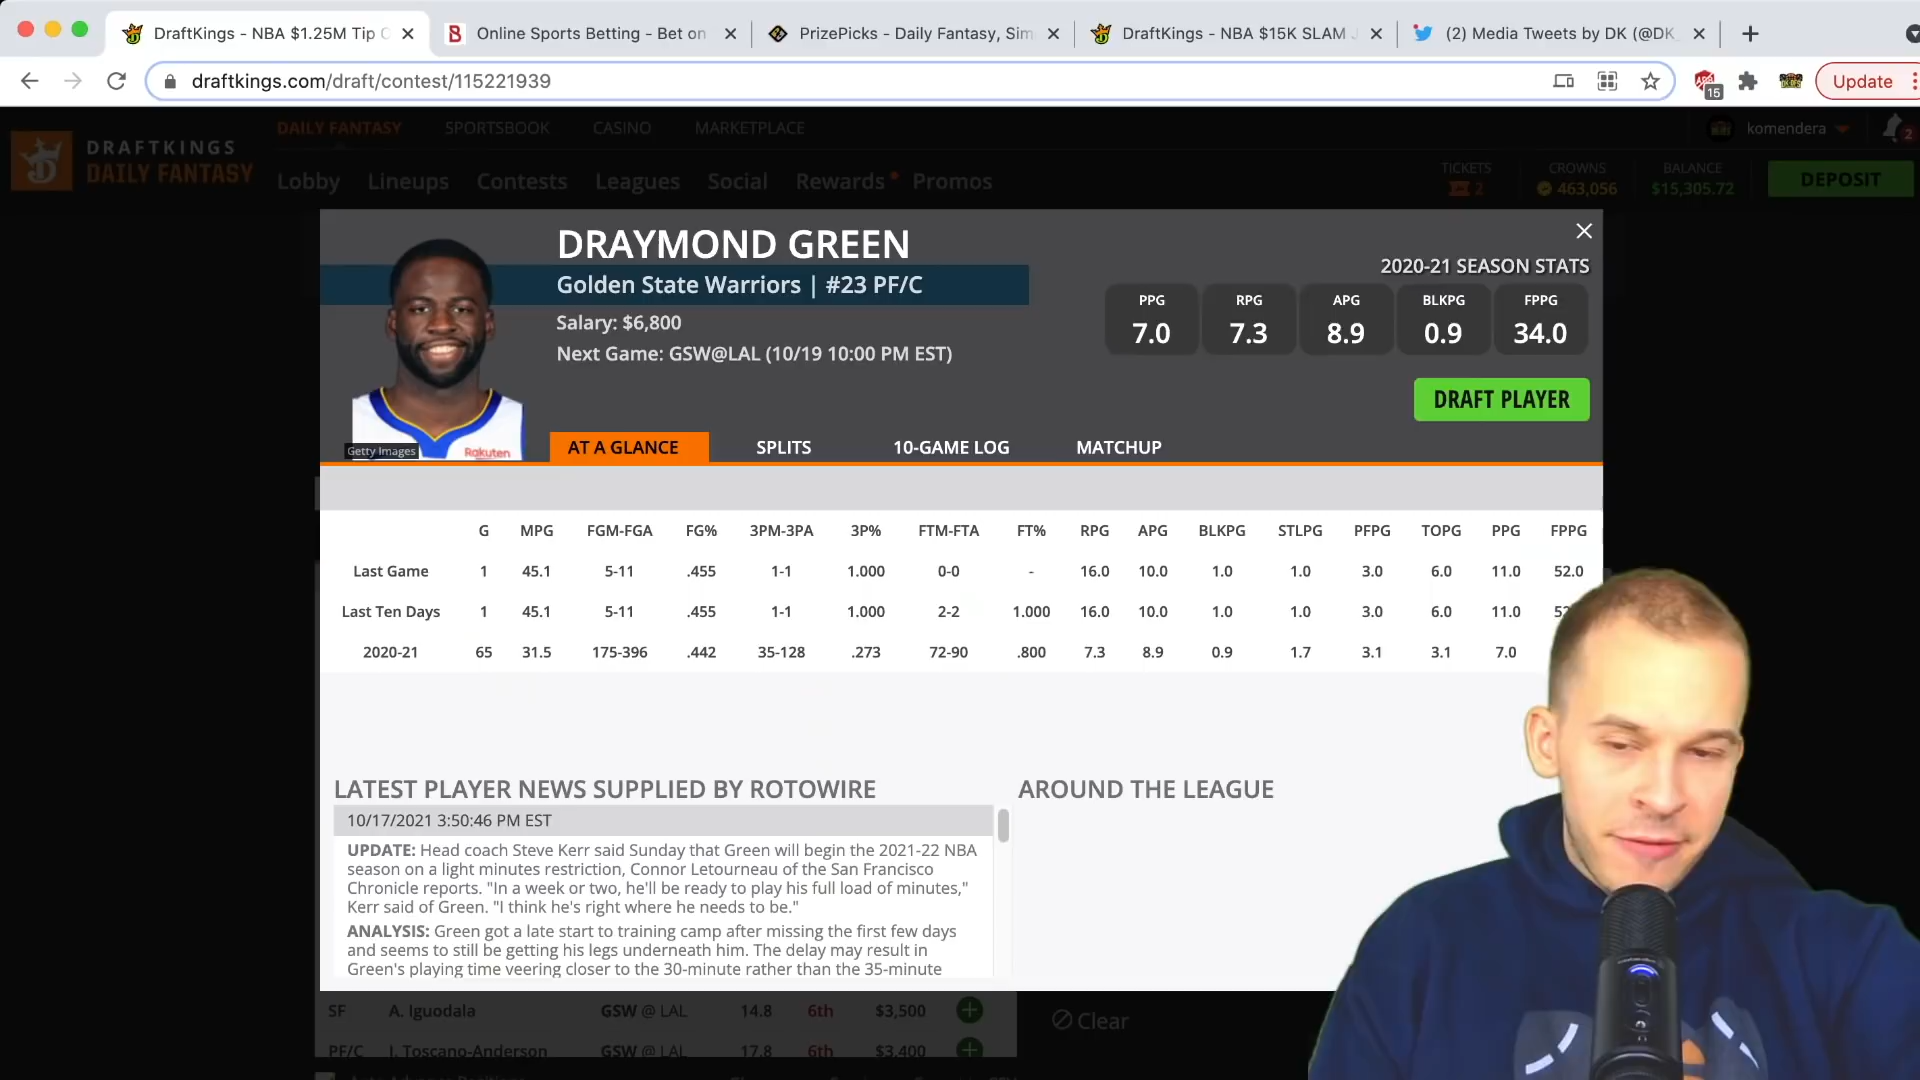 DraftKings - NBA $1.25M Tip
Online Sports Betting - Bet on
PrizePicks - Daily Fantasy, Sim
DraftKings - NBA $15K SLAM
(2) Media Tweets by DK (@DK_
draftkings.com/draft/contest/115221939
15
Update
DRAFTKINGS
DAILY FANTASY
DAILY FANTASY SPORTSBOOK CASINO MARKETPLACE
komendera
2
Lobby Lineups Contests Leagues Social Rewards Promos
TICKETS
2
CROWNS
463,056
BALANCE
$15,305.72
DEPOSIT
DRAYMOND GREEN
Golden State Warriors | #23 PF/C
Salary: $6,800
Next Game: GSW@LAL (10/19 10:00 PM EST)
2020-21 SEASON STATS
PPG RPG APG BLKPG FPPG
7.0 7.3 8.9 0.9 34.0
DRAFT PLAYER
Getty Images
Rakuten
AT A GLANCE SPLITS 10-GAME LOG MATCHUP
G MPG FGM-FGA FG% 3PM-3PA 3P% FTM-FTA FT% RPG APG BLKPG STLPG PFPG TOPG PPG FPPG
Last Game 1 45.1 5-11 .455 1-1 1.000 0-0 - 16.0 10.0 1.0 1.0 3.0 6.0 11.0 52.0
Last Ten Days 1 45.1 5-11 .455 1-1 1.000 2-2 1.000 16.0 10.0 1.0 1.0 3.0 6.0 11.0
2020-21 65 31.5 175-396 .442 35-128 .273 72-90 .800 7.3 8.9 0.9 1.7 3.1 3.1 7.0
LATEST PLAYER NEWS SUPPLIED BY ROTOWIRE
AROUND THE LEAGUE
10/17/2021 3:50:46 PM EST
UPDATE: Head coach Steve Kerr said Sunday that Green will begin the 2021-22 NBA
season on a light minutes restriction, Connor Letourneau of the San Francisco
Chronicle reports. "In a week or two, he'll be ready to play his full load of minutes,"
Kerr said of Green. "I think he's right where he needs to be."
ANALYSIS: Green got a late start to training camp after missing the first few days
and seems to still be getting his legs underneath him. The delay may result in
Green's playing time veering closer to the 30-minute rather than the 35-minute
SF A. Iguodala GSW @ LAL 14.8 6th $3,500
PF/C J. Toscano-Anderson GSW @ LAL 17.8 6th $3,400
Clear